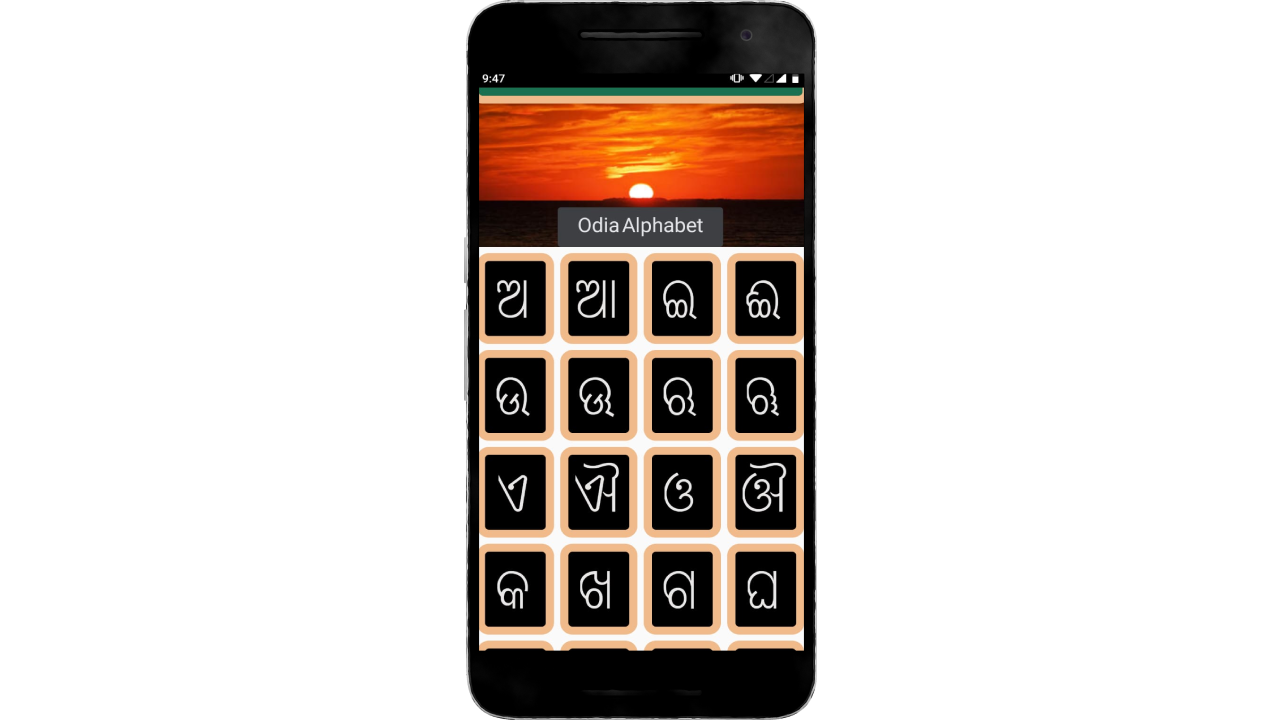 9:47
Odia Alphabet
ଅ ଆ ଇ ଈ
ଉ ଊ ଋ ୠ
ଏ ଐ ଓ ଔ
କ ଖ ଗ ଘ